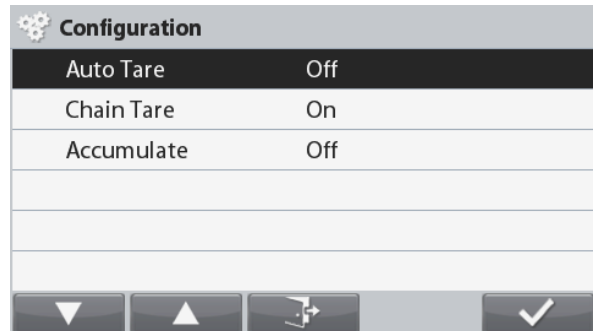 Configuration
Auto Tare Off
Chain Tare On
Accumulate Off